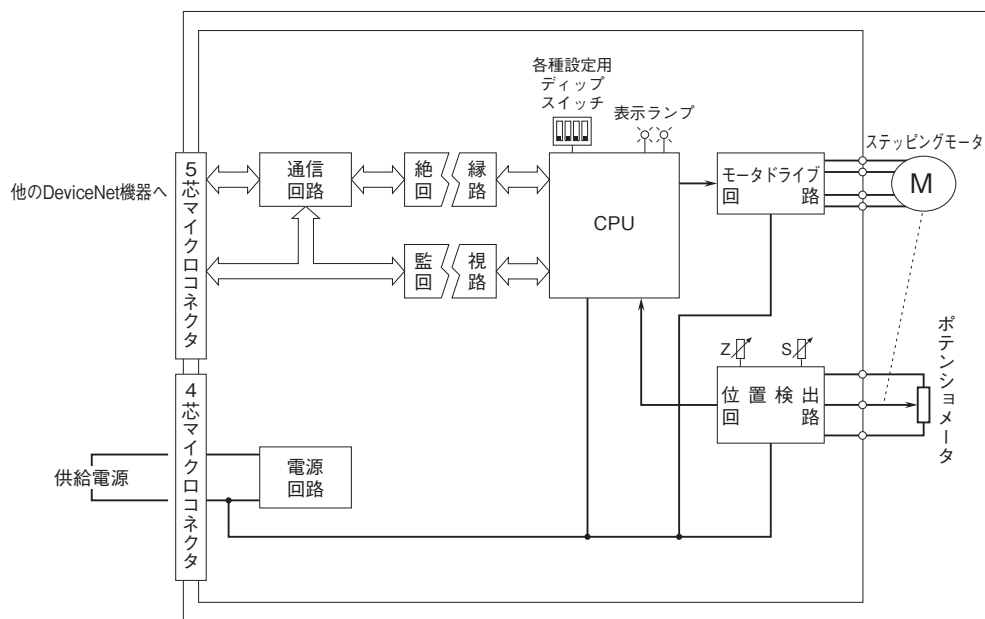 各種設定用
ディップ
スイッチ
表示ランプ
ステッピングモータ
他のDeviceNet機器へ
5芯マイクロコネクタ
通信
回路
絶縁
回路
CPU
モータドライブ
回路
M
監視
回路
Z
S
位置検出
回路
ポテンショメータ
4芯マイクロコネクタ
供給電源
電源
回路